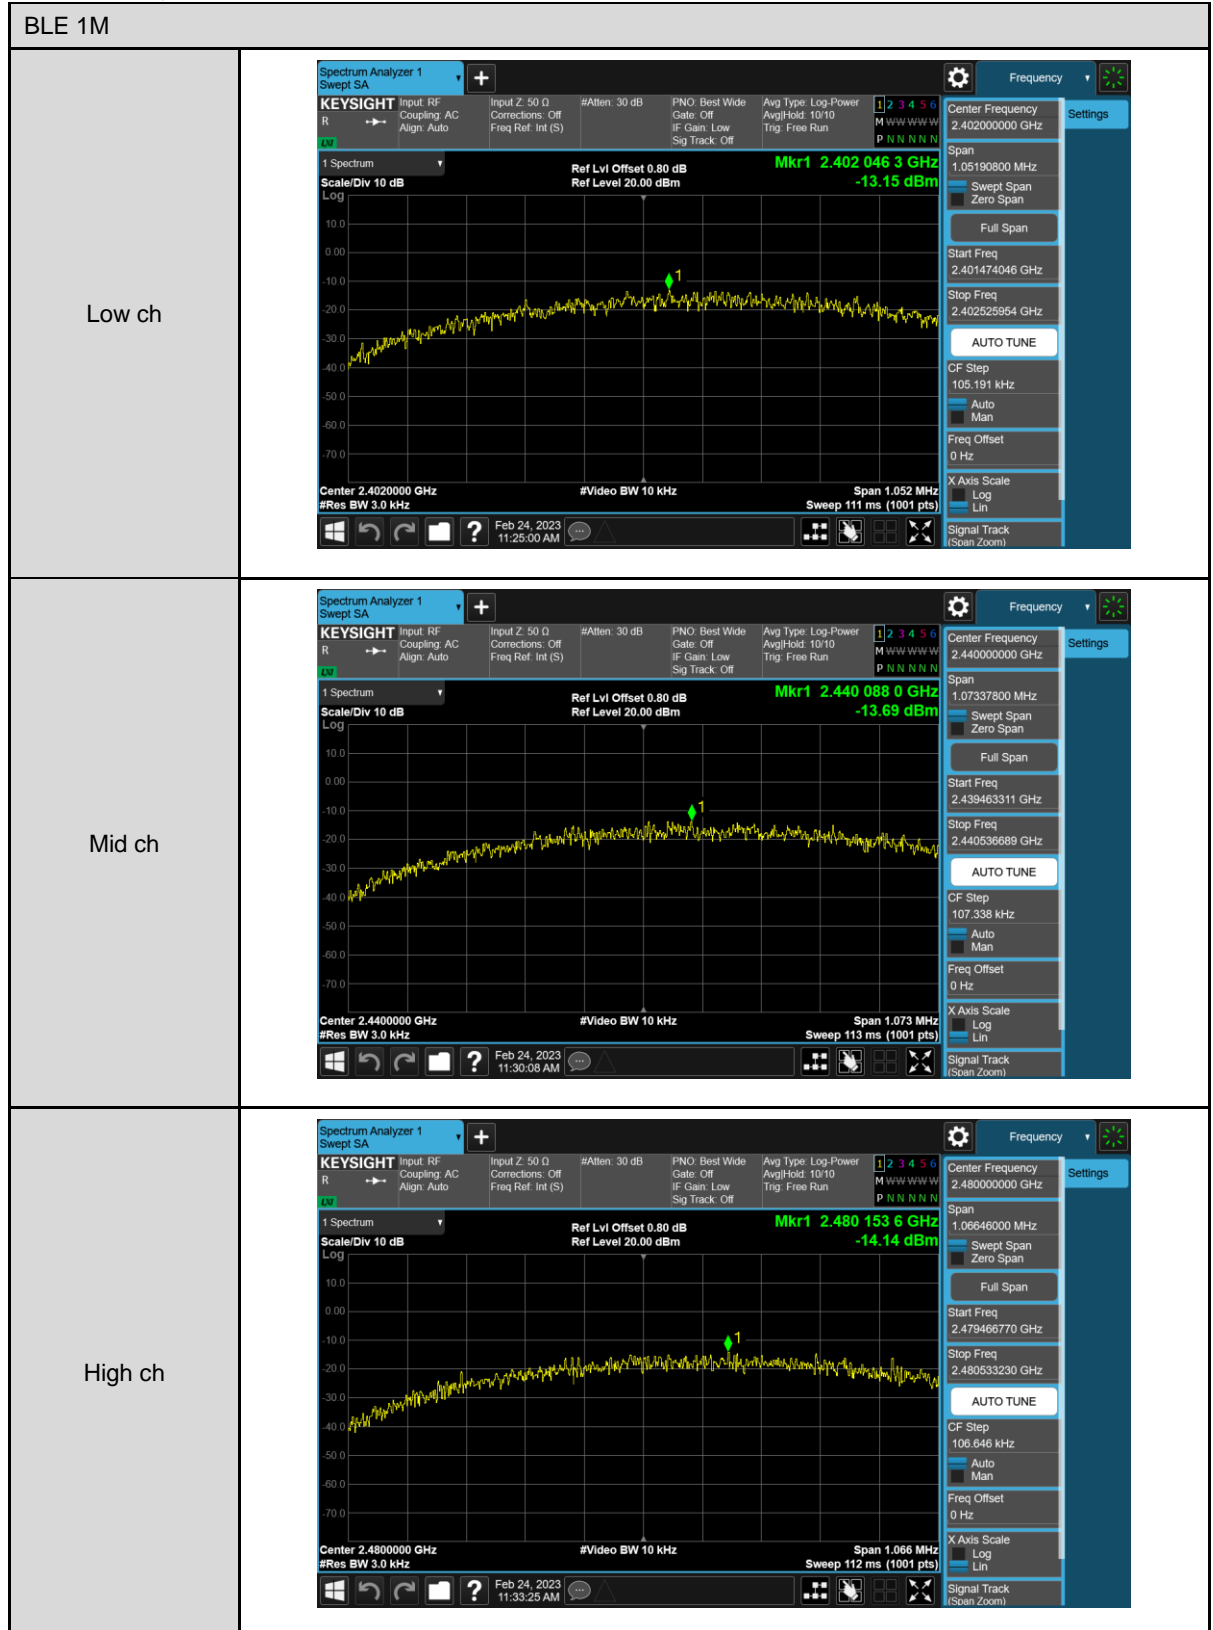 BLE 1M
Low ch
Spectrum Analyzer 1
Swept SA
Frequency
KEYSIGHT
R
LXI
Input: RF
Coupling: AC
Align: Auto
Input Z: 50 Ω
Corrections: Off
Freq Ref: Int (S)
#Atten: 30 dB
PNO: Best Wide
Gate: Off
IF Gain: Low
Sig Track: Off
Avg Type: Log-Power
Avg|Hold: 10/10
Trig: Free Run
1 2 3 4 5 6
M W W W W W
P N N N N N
1 Spectrum
Scale/Div 10 dB
Ref Lvl Offset 0.80 dB
Ref Level 20.00 dBm
Mkr1 2.402 046 3 GHz
-13.15 dBm
Log
10.0
0.00
-10.0
-20.0
-30.0
-40.0
-50.0
-60.0
-70.0
1
Center 2.4020000 GHz
#Res BW 3.0 kHz
#Video BW 10 kHz
Span 1.052 MHz
Sweep 111 ms (1001 pts)
Feb 24, 2023
11:25:00 AM
Center Frequency
2.402000000 GHz
Settings
Span
1.05190800 MHz
Swept Span
Zero Span
Full Span
Start Freq
2.401474046 GHz
Stop Freq
2.402525954 GHz
AUTO TUNE
CF Step
105.191 kHz
Auto
Man
Freq Offset
0 Hz
X Axis Scale
Log
Lin
Signal Track
(Span Zoom)
Mid ch
Spectrum Analyzer 1
Swept SA
Frequency
KEYSIGHT
R
LXI
Input: RF
Coupling: AC
Align: Auto
Input Z: 50 Ω
Corrections: Off
Freq Ref: Int (S)
#Atten: 30 dB
PNO: Best Wide
Gate: Off
IF Gain: Low
Sig Track: Off
Avg Type: Log-Power
Avg|Hold: 10/10
Trig: Free Run
1 2 3 4 5 6
M W W W W W
P N N N N N
1 Spectrum
Scale/Div 10 dB
Ref Lvl Offset 0.80 dB
Ref Level 20.00 dBm
Mkr1 2.440 088 0 GHz
-13.69 dBm
Log
10.0
0.00
-10.0
-20.0
-30.0
-40.0
-50.0
-60.0
-70.0
1
Center 2.4400000 GHz
#Res BW 3.0 kHz
#Video BW 10 kHz
Span 1.073 MHz
Sweep 113 ms (1001 pts)
Feb 24, 2023
11:30:08 AM
Center Frequency
2.440000000 GHz
Settings
Span
1.07337800 MHz
Swept Span
Zero Span
Full Span
Start Freq
2.439463311 GHz
Stop Freq
2.440536689 GHz
AUTO TUNE
CF Step
107.338 kHz
Auto
Man
Freq Offset
0 Hz
X Axis Scale
Log
Lin
Signal Track
(Span Zoom)
High ch
Spectrum Analyzer 1
Swept SA
Frequency
KEYSIGHT
R
LXI
Input: RF
Coupling: AC
Align: Auto
Input Z: 50 Ω
Corrections: Off
Freq Ref: Int (S)
#Atten: 30 dB
PNO: Best Wide
Gate: Off
IF Gain: Low
Sig Track: Off
Avg Type: Log-Power
Avg|Hold: 10/10
Trig: Free Run
1 2 3 4 5 6
M W W W W W
P N N N N N
1 Spectrum
Scale/Div 10 dB
Ref Lvl Offset 0.80 dB
Ref Level 20.00 dBm
Mkr1 2.480 153 6 GHz
-14.14 dBm
Log
10.0
0.00
-10.0
-20.0
-30.0
-40.0
-50.0
-60.0
-70.0
1
Center 2.4800000 GHz
#Res BW 3.0 kHz
#Video BW 10 kHz
Span 1.066 MHz
Sweep 112 ms (1001 pts)
Feb 24, 2023
11:33:25 AM
Center Frequency
2.480000000 GHz
Settings
Span
1.06646000 MHz
Swept Span
Zero Span
Full Span
Start Freq
2.479466770 GHz
Stop Freq
2.480533230 GHz
AUTO TUNE
CF Step
106.646 kHz
Auto
Man
Freq Offset
0 Hz
X Axis Scale
Log
Lin
Signal Track
(Span Zoom)